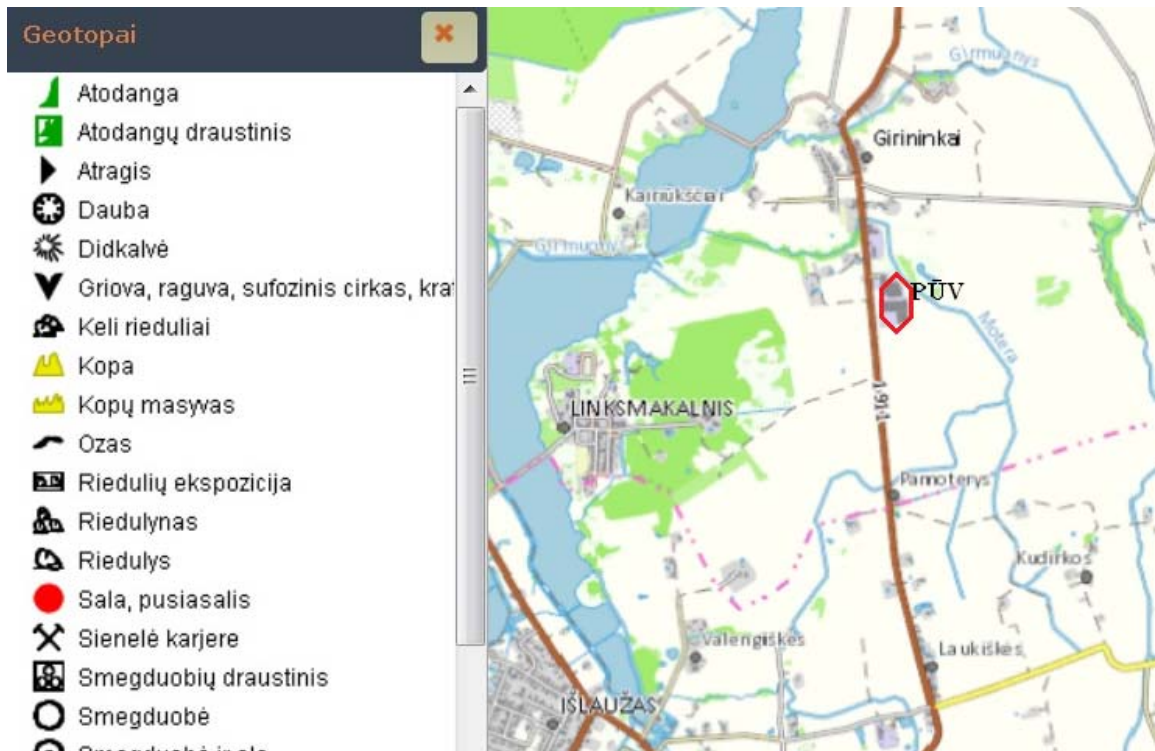 Geotopai
Atodanga
Atodangų draustinis
Atragis
Dauba
Didkalvė
Griova, raguva, sufozinis cirkas, kra
Keli rieduliai
Kopa
Kopų masyvas
Ozas
Riedulių ekspozicija
Riedulynas
Riedulys
Sala, pusiasalis
Sienelė karjere
Smegduobių draustinis
Smegduobė
Girmuonys
Girininkai
Kairiūkščiai
Girmuonys
PŪV
Motera
1914
LINKSMAKALNIS
Pamoterys
Kudirkos
Valengiškės
Laukiškės
IŠLAUŽAS